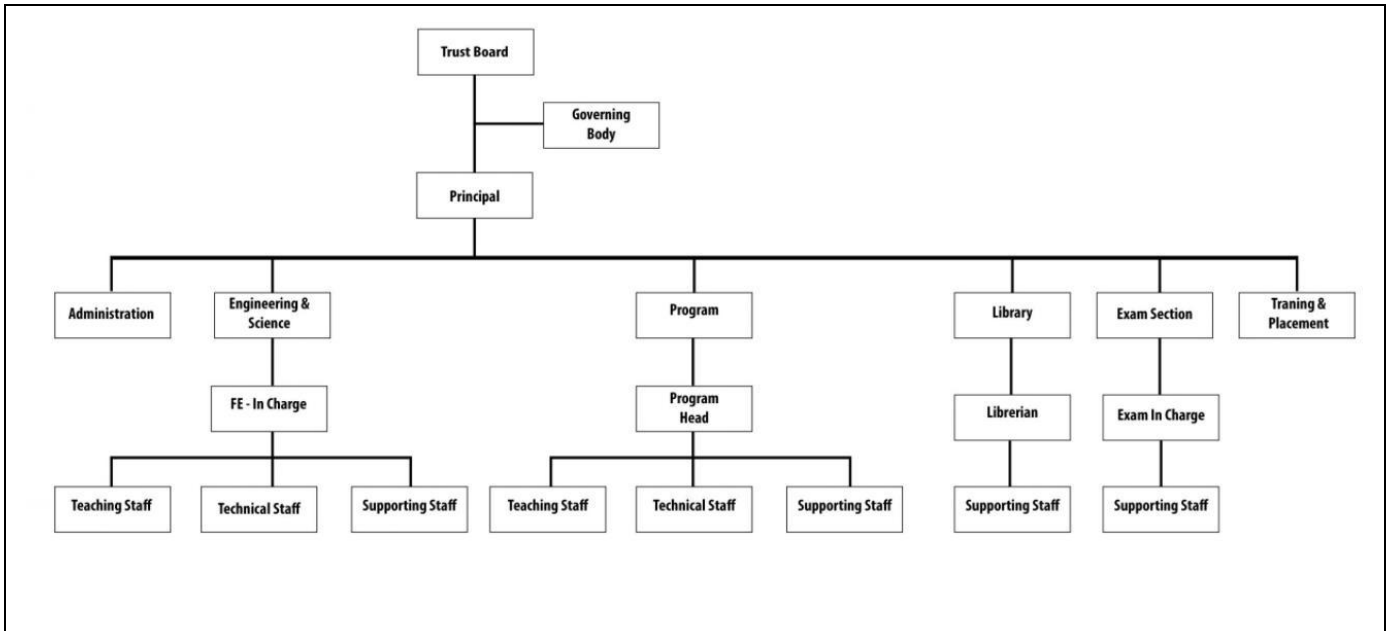 Trust Board
Governing
Body
Principal
Administration
Engineering &
Science
Program
Library
Exam Section
Traning &
Placement
FE - In Charge
Program
Head
Librerian
Exam In Charge
Teaching Staff
Technical Staff
Supporting Staff
Teaching Staff
Technical Staff
Supporting Staff
Supporting Staff
Supporting Staff